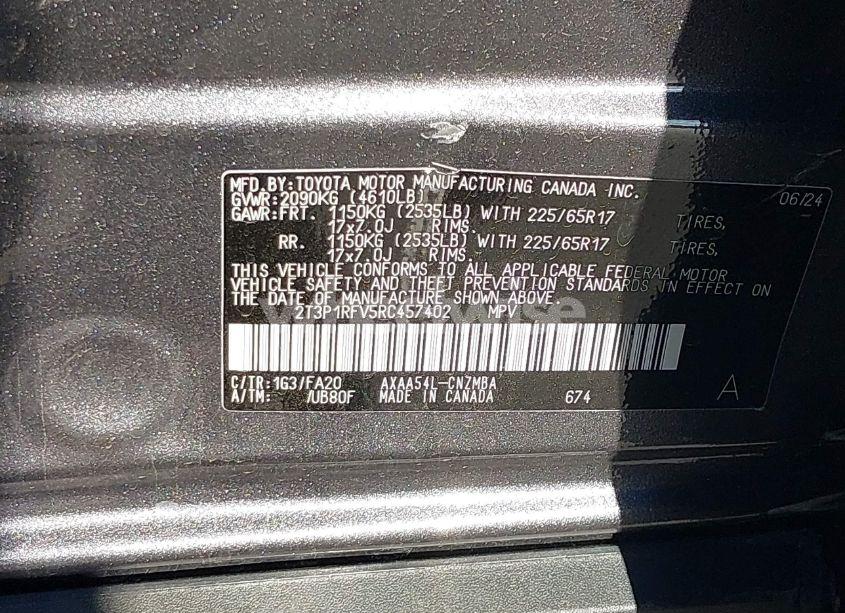 MFD.BY:TOYOTA MOTOR MANUFACTURING CANADA INC. 06/24
GVWR:2090KG (4610LB)
GAWR:FRT. 1150KG (2535LB) WITH 225/65R17 TIRES,
17x7.0J RIMS.
RR. 1150KG (2535LB) WITH 225/65R17 TIRES,
17x7.0J RIMS.
THIS VEHICLE CONFORMS TO ALL APPLICABLE FEDERAL MOTOR
VEHICLE SAFETY AND THEFT PREVENTION STANDARDS IN EFFECT ON
THE DATE OF MANUFACTURE SHOWN ABOVE.
2T3P1RFV5RC457402 MPV
C/TR:1G3/FA20 AXAA54L-CNZMBA
A/TM: /UB80F MADE IN CANADA 674 A